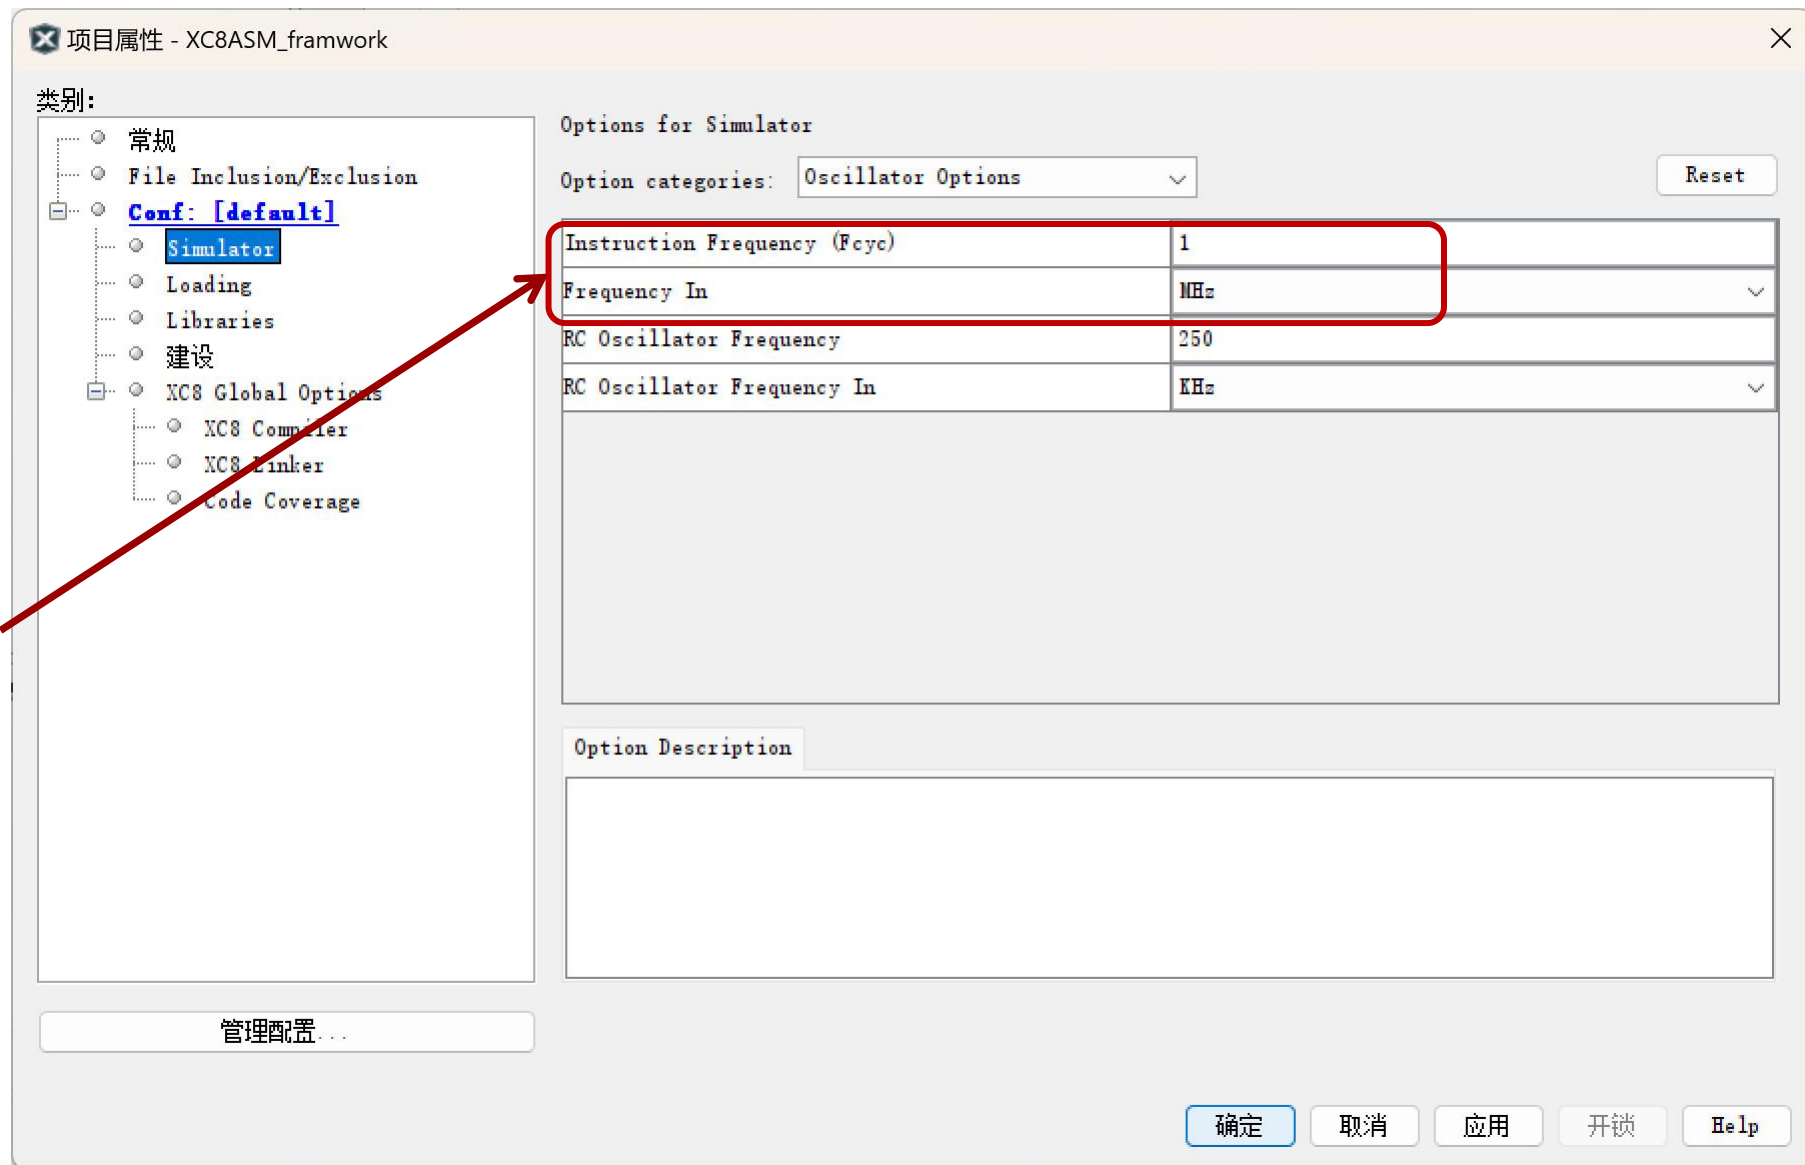 项目属性 - XC8ASM_framwork
类别:
常规
File Inclusion/Exclusion
Conf: [default]
Simulator
Loading
Libraries
建设
XC8 Global Options
XC8 Compiler
XC8 Linker
Code Coverage
管理配置...
Options for Simulator
Option categories: Oscillator Options
Reset
Instruction Frequency (Fcyc) 1
Frequency In MHz
RC Oscillator Frequency 250
RC Oscillator Frequency In KHz
Option Description
确定 取消 应用 开锁 Help